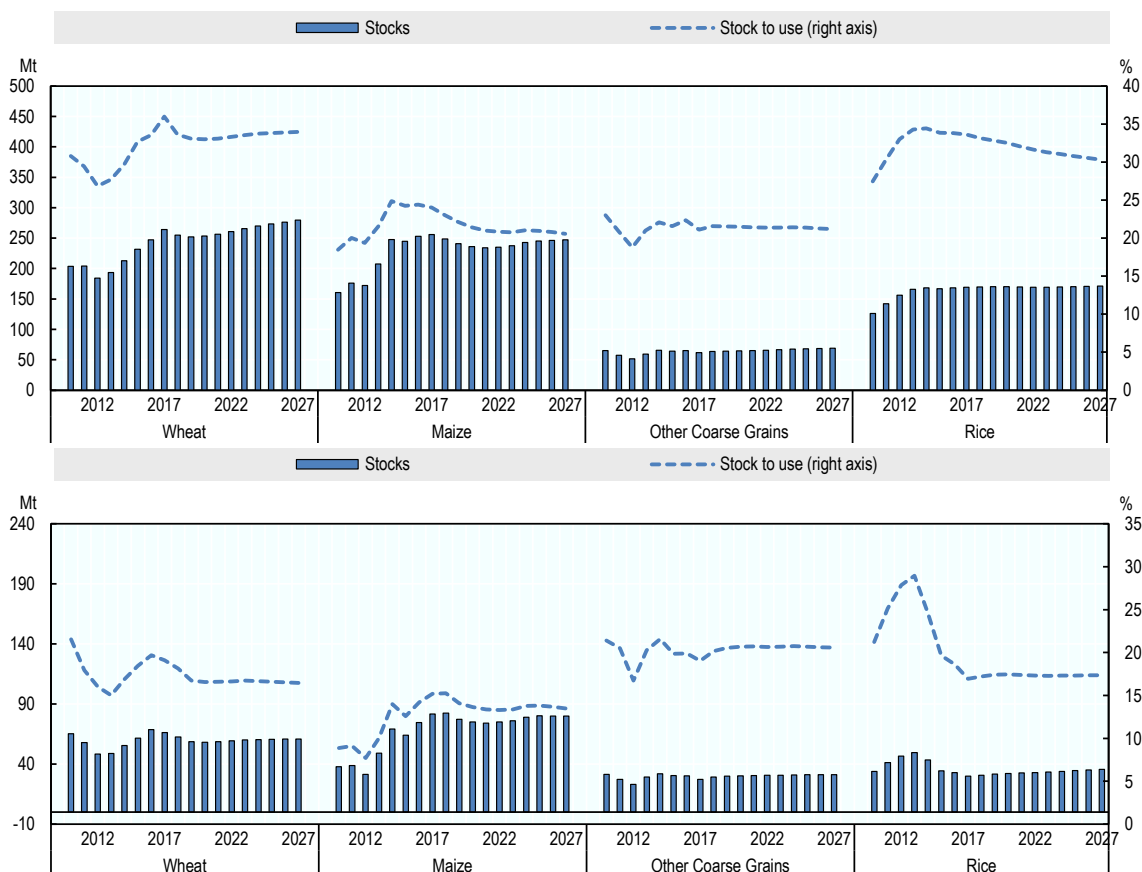 Stocks Stock to use (right axis)
Mt %
500 40
450 35
400
350 30
300 25
250 20
200 15
150
100 10
50 5
0 0
2012 2017 2022 2027 2012 2017 2022 2027 2012 2017 2022 2027 2012 2017 2022 2027
Wheat Maize Other Coarse Grains Rice
Stocks Stock to use (right axis)
Mt %
240 35
190 30
25
140 20
90 15
40 10
5
-10 0
2012 2017 2022 2027 2012 2017 2022 2027 2012 2017 2022 2027 2012 2017 2022 2027
Wheat Maize Other Coarse Grains Rice